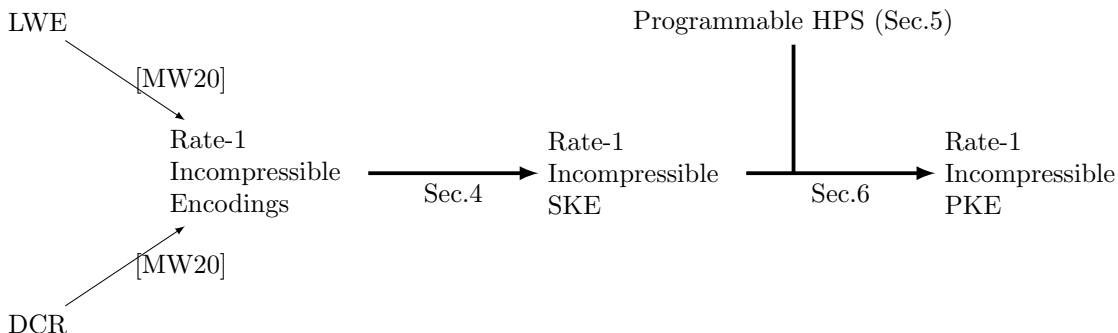 LWE
Programmable HPS (Sec.5)
[MW20]
Rate-1
Incompressible
Encodings
Sec.4
Rate-1
Incompressible
SKE
Sec.6
Rate-1
Incompressible
PKE
[MW20]
DCR